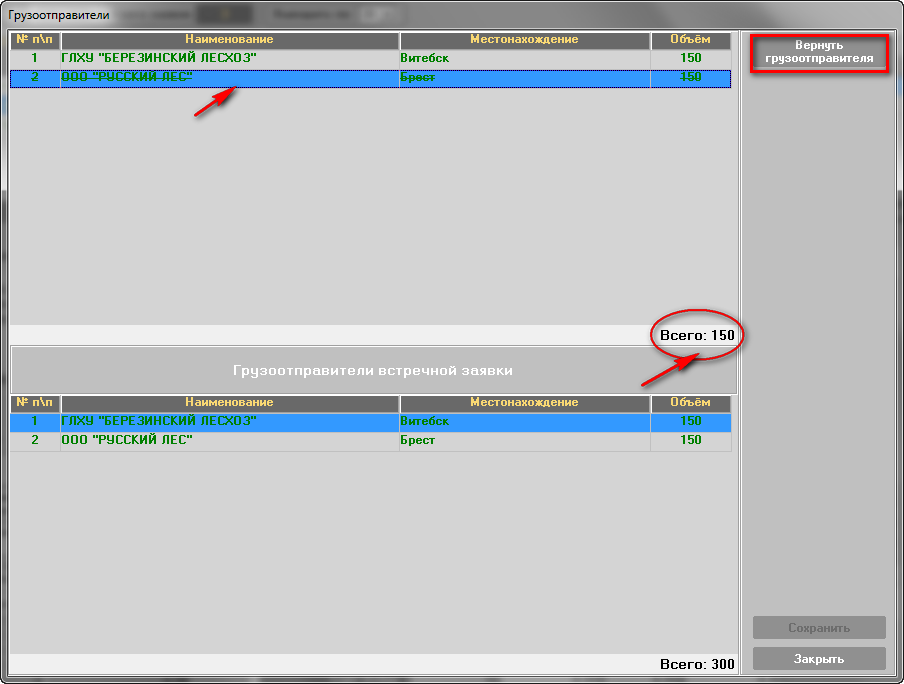 Грузоотправители
№ п\п Наименование Местонахождение Объём
1 ГЛХУ "БЕРЕЗИНСКИЙ ЛЕСХОЗ" Витебск 150
2 ООО "РУССКИЙ ЛЕС" Брест 150
Всего: 150
Грузоотправители встречной заявки
№ п\п Наименование Местонахождение Объём
1 ГЛХУ "БЕРЕЗИНСКИЙ ЛЕСХОЗ" Витебск 150
2 ООО "РУССКИЙ ЛЕС" Брест 150
Всего: 300
Вернуть
грузоотправителя
Сохранить
Закрыть